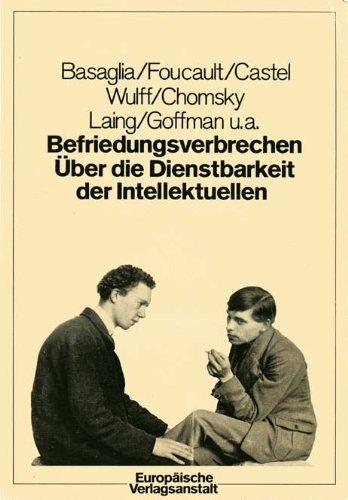 Basaglia/Foucault/Castel
Wulff/Chomsky
Laing/Goffman u.a.
Befriedungsverbrechen
Über die Dienstbarkeit
der Intellektuellen
Europäische
Verlagsanstalt